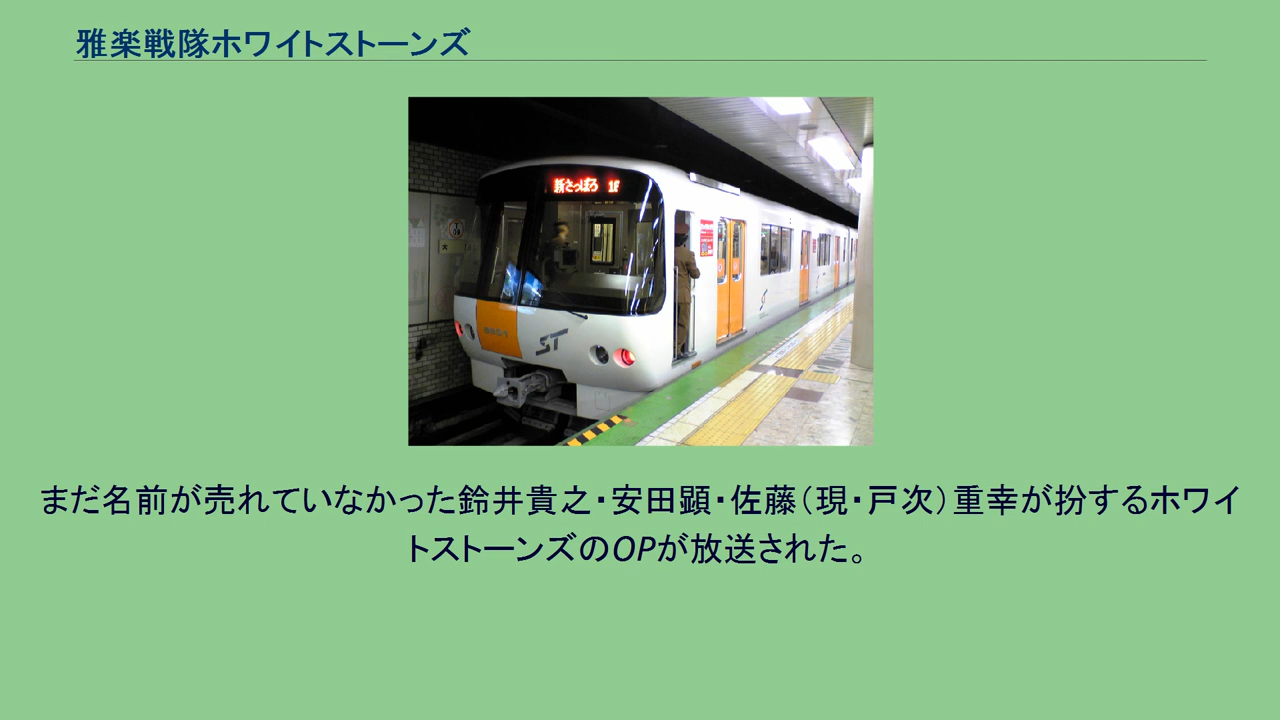 雅楽戦隊ホワイトストーンズ
新さっぽろ
ST
ST
まだ名前が売れていなかった鈴井貴之・安田顕・佐藤（現・戸次）重幸が扮するホワイ
トストーンズのOPが放送された。